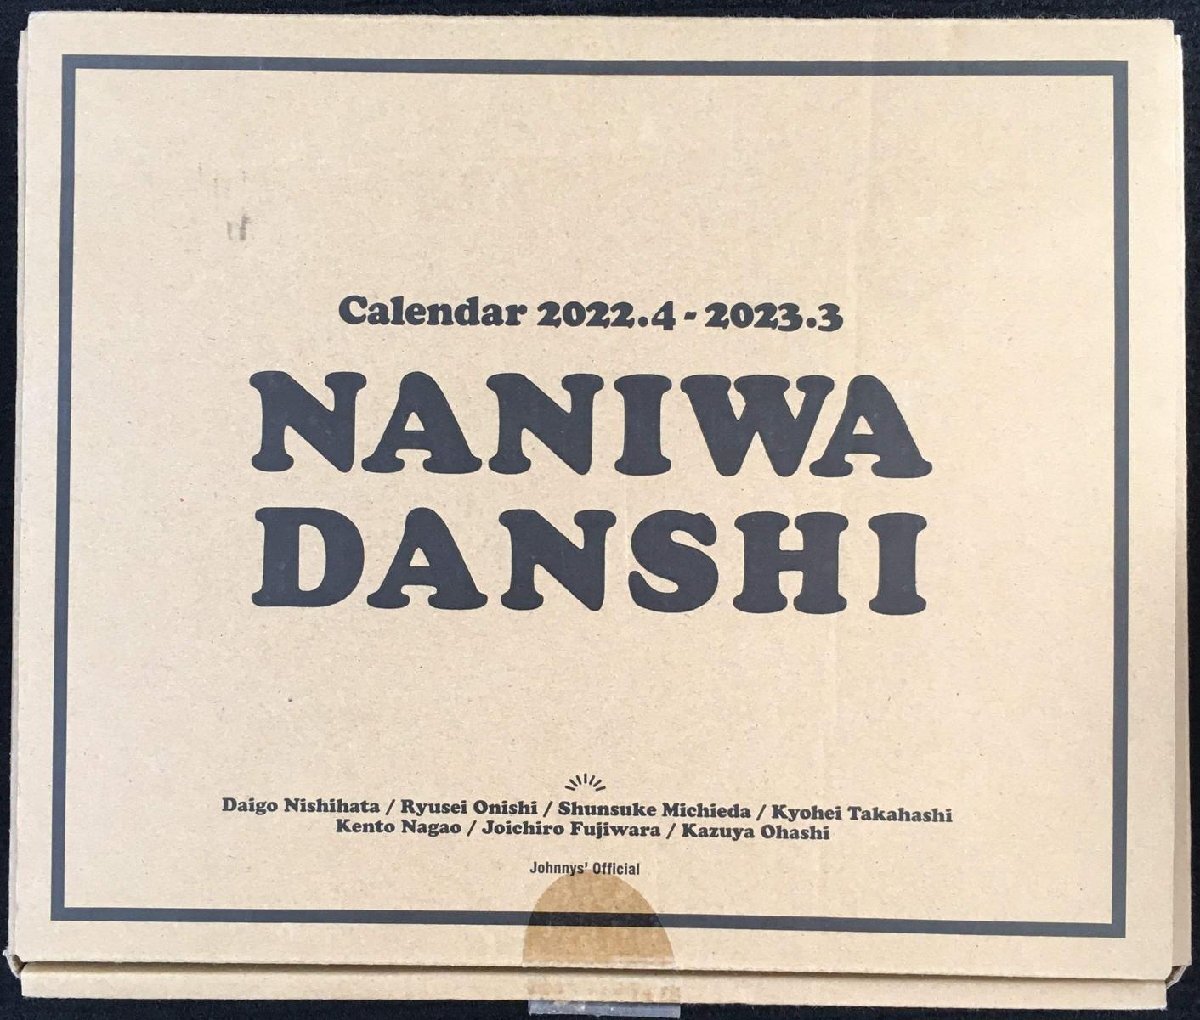 Calendar 2022.4 - 2023.3
NANIWA
DANSHI
Daigo Nishihata / Ryusei Onishi / Shunsuke Michieda / Kyohei Takahashi
Kento Nagao / Joichiro Fujiwara / Kazuya Ohashi
Johnnys' Official